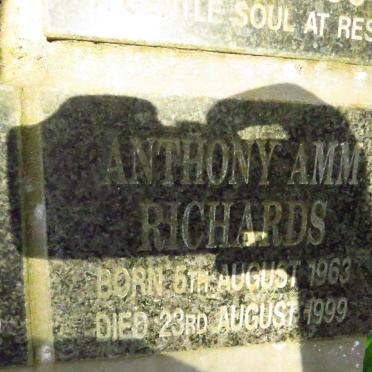 GENTLE SOUL AT RES
ANTHONY AMM
RICHARDS
BORN 5TH AUGUST 1963
DIED 23RD AUGUST 1999